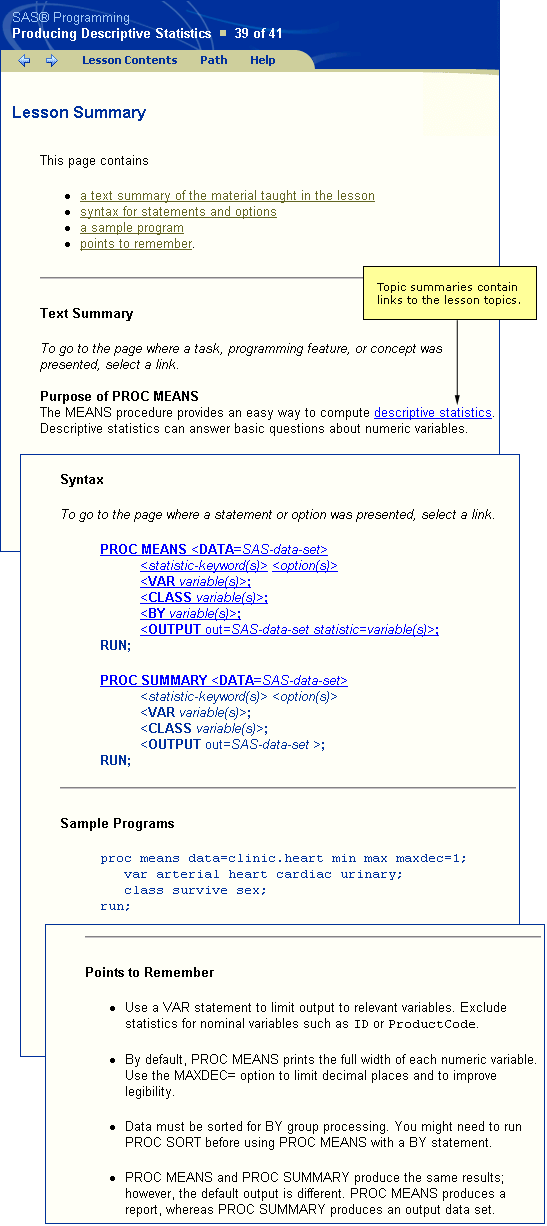 SAS® Programming
Producing Descriptive Statistics ■ 39 of 41
Lesson Contents Path Help
Lesson Summary
This page contains
• a text summary of the material taught in the lesson
• syntax for statements and options
• a sample program
• points to remember.
Topic summaries contain
links to the lesson topics.
Text Summary
To go to the page where a task, programming feature, or concept was
presented, select a link.
Purpose of PROC MEANS
The MEANS procedure provides an easy way to compute descriptive statistics.
Descriptive statistics can answer basic questions about numeric variables.
Syntax
To go to the page where a statement or option was presented, select a link.
PROC MEANS <DATA=SAS-data-set>
<statistic-keyword(s)> <option(s)>
<VAR variable(s)>;
<CLASS variable(s)>;
<BY variable(s)>;
<OUTPUT out=SAS-data-set statistic=variable(s)>;
RUN;
PROC SUMMARY <DATA=SAS-data-set>
<statistic-keyword(s)> <option(s)>
<VAR variable(s)>;
<CLASS variable(s)>;
<OUTPUT out=SAS-data-set >;
RUN;
Sample Programs
proc means data=clinic.heart min max maxdec=1;
var arterial heart cardiac urinary;
class survive sex;
run;
Points to Remember
• Use a VAR statement to limit output to relevant variables. Exclude
statistics for nominal variables such as ID or ProductCode.
• By default, PROC MEANS prints the full width of each numeric variable.
Use the MAXDEC= option to limit decimal places and to improve
legibility.
• Data must be sorted for BY group processing. You might need to run
PROC SORT before using PROC MEANS with a BY statement.
• PROC MEANS and PROC SUMMARY produce the same results;
however, the default output is different. PROC MEANS produces a
report, whereas PROC SUMMARY produces an output data set.